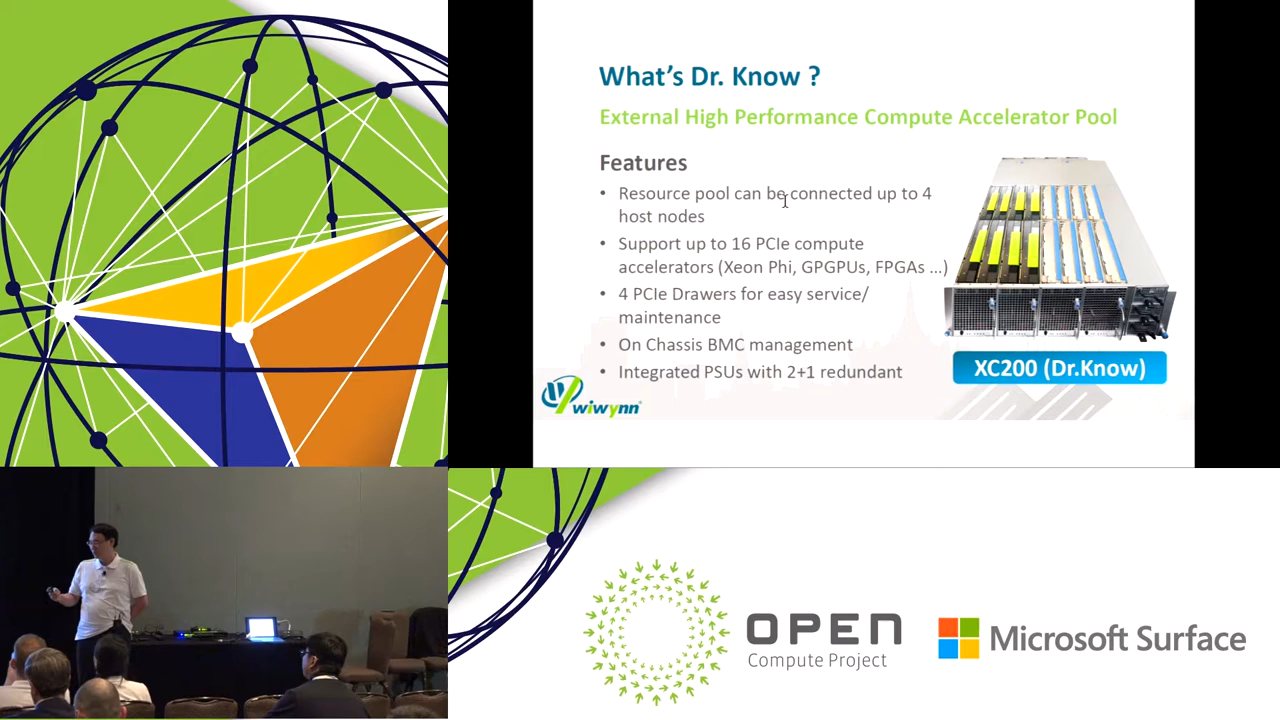 What's Dr. Know ?
External High Performance Compute Accelerator Pool
Features
• Resource pool can be connected up to 4
host nodes
• Support up to 16 PCIe compute
accelerators (Xeon Phi, GPGPUs, FPGAs ...)
• 4 PCIe Drawers for easy service/
maintenance
• On Chassis BMC management
• Integrated PSUs with 2+1 redundant
XC200 (Dr.Know)
wiwynn
OPEN
Compute Project
Microsoft Surface